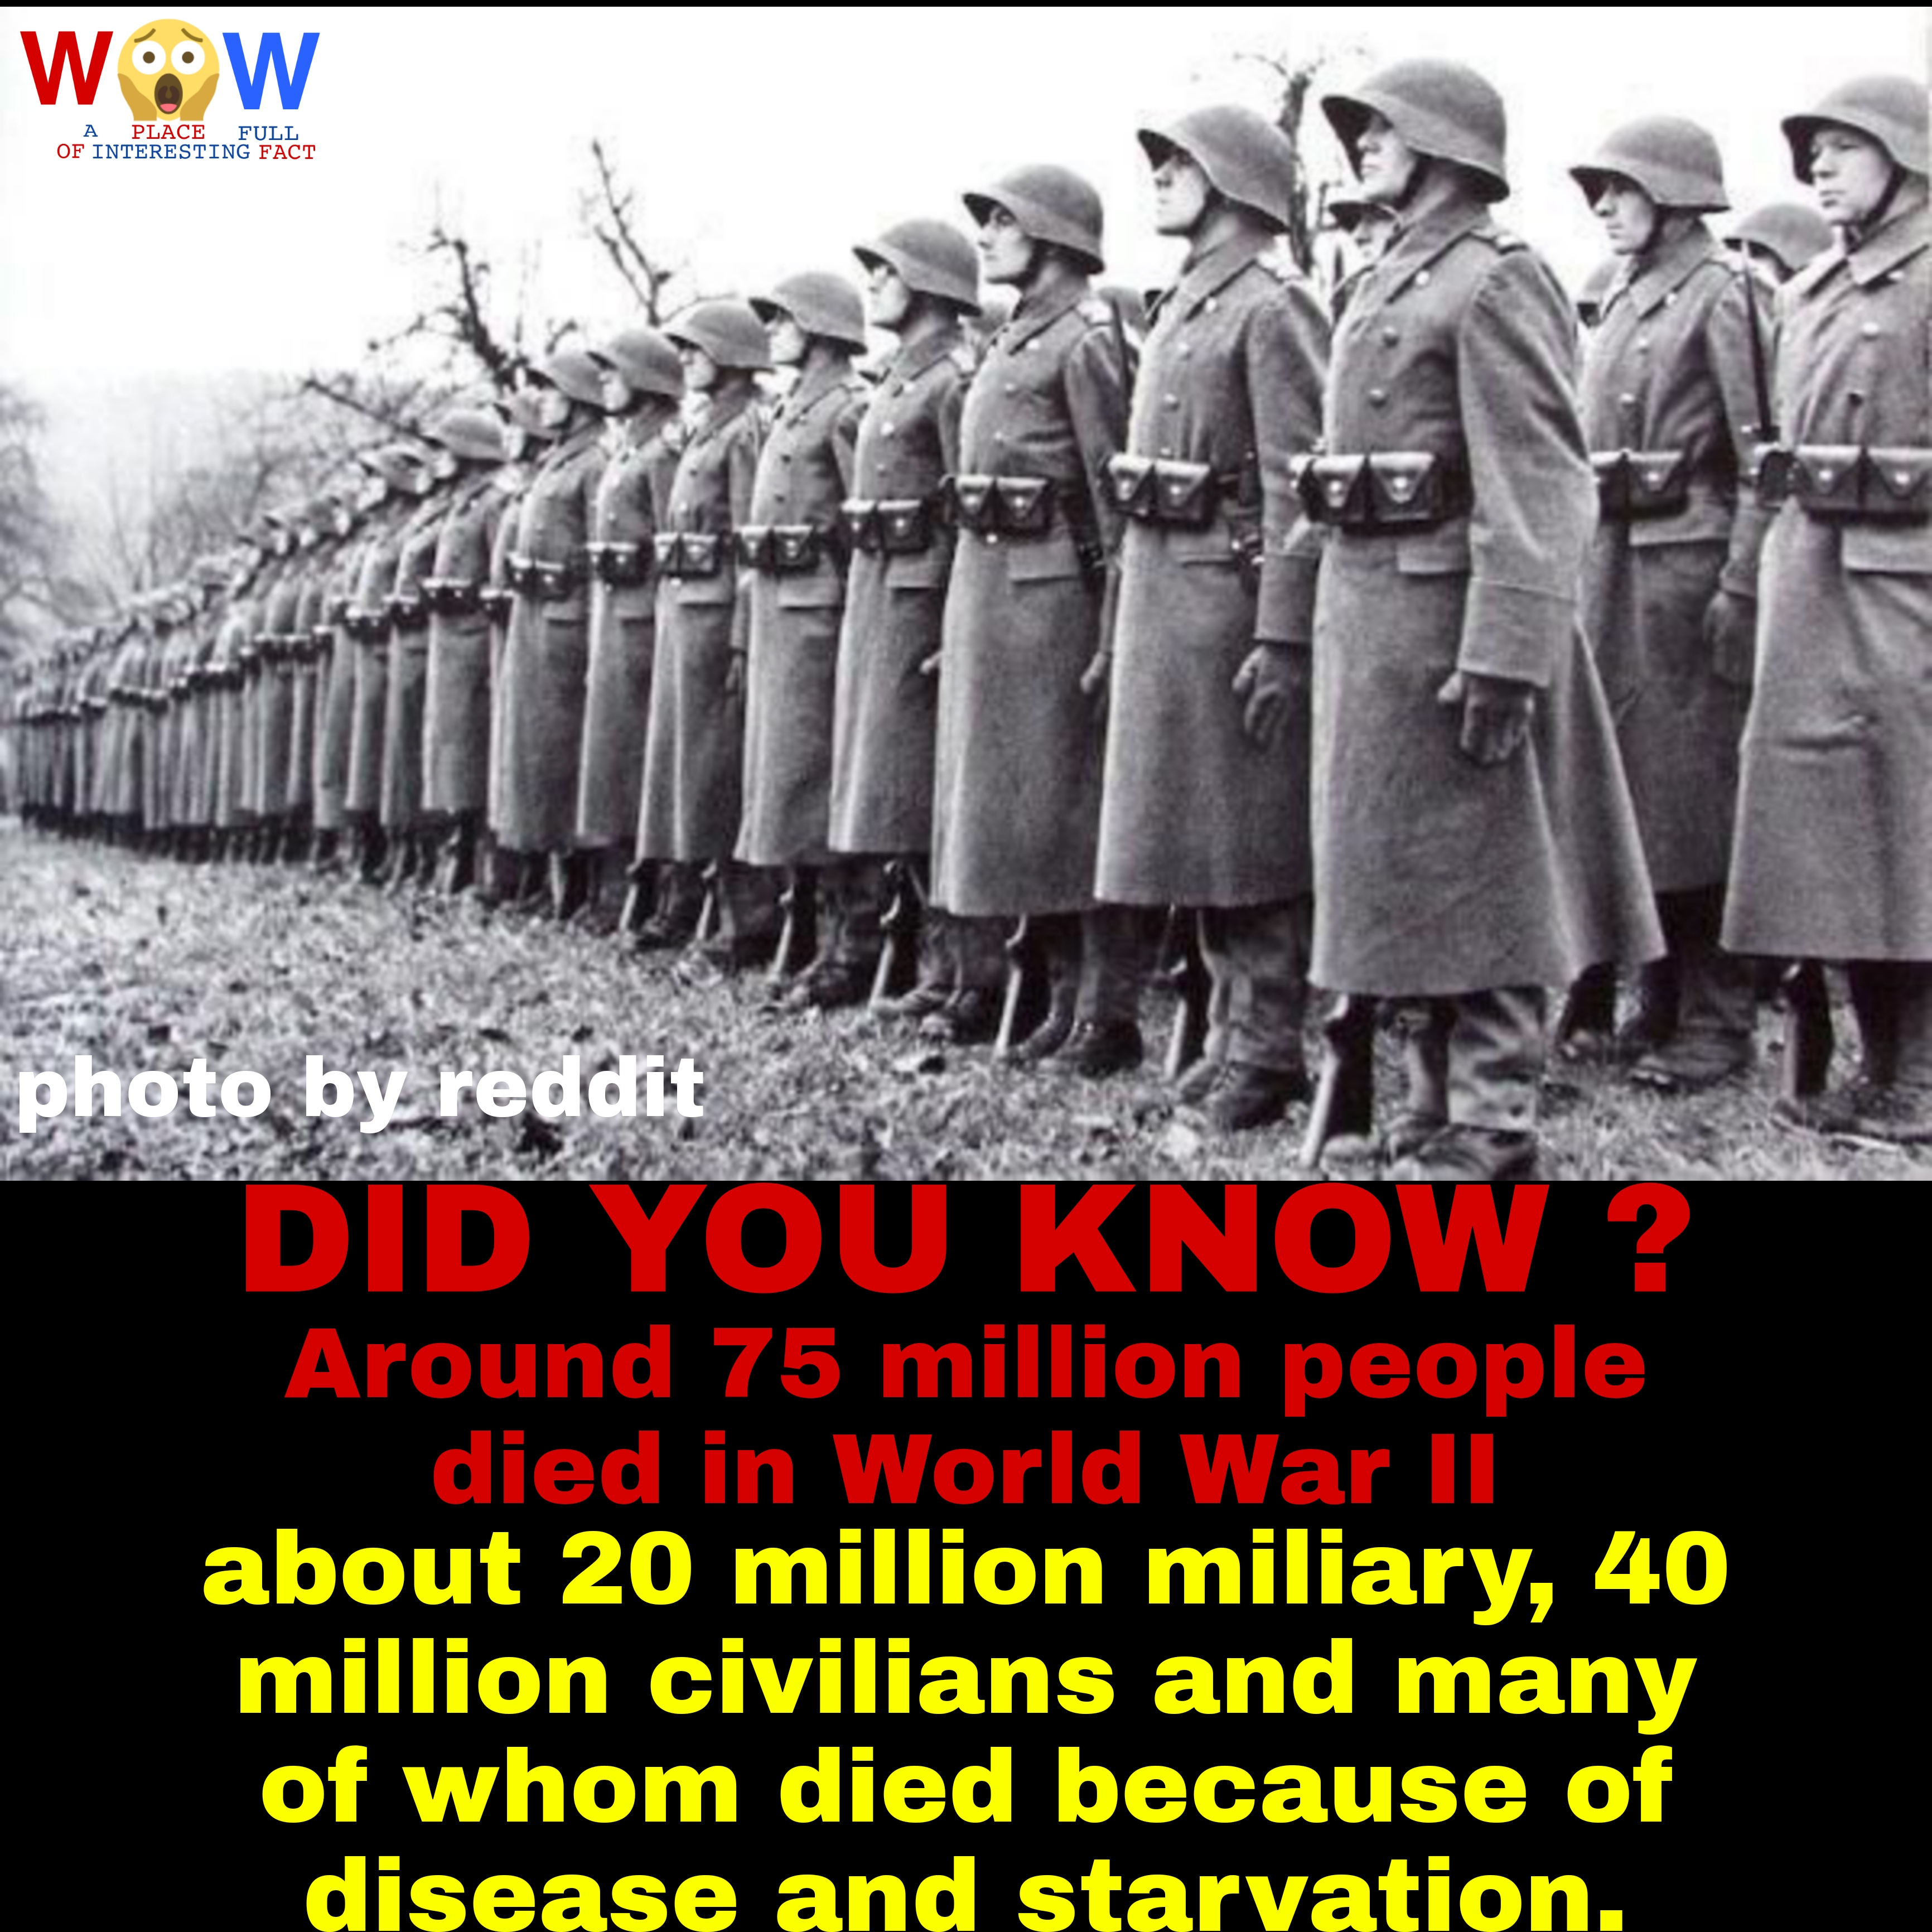 W😱W
A PLACE FULL
OF INTERESTING FACT
photo by reddit
DID YOU KNOW ?
Around 75 million people
died in World War II
about 20 million miliary, 40
million civilians and many
of whom died because of
disease and starvation.